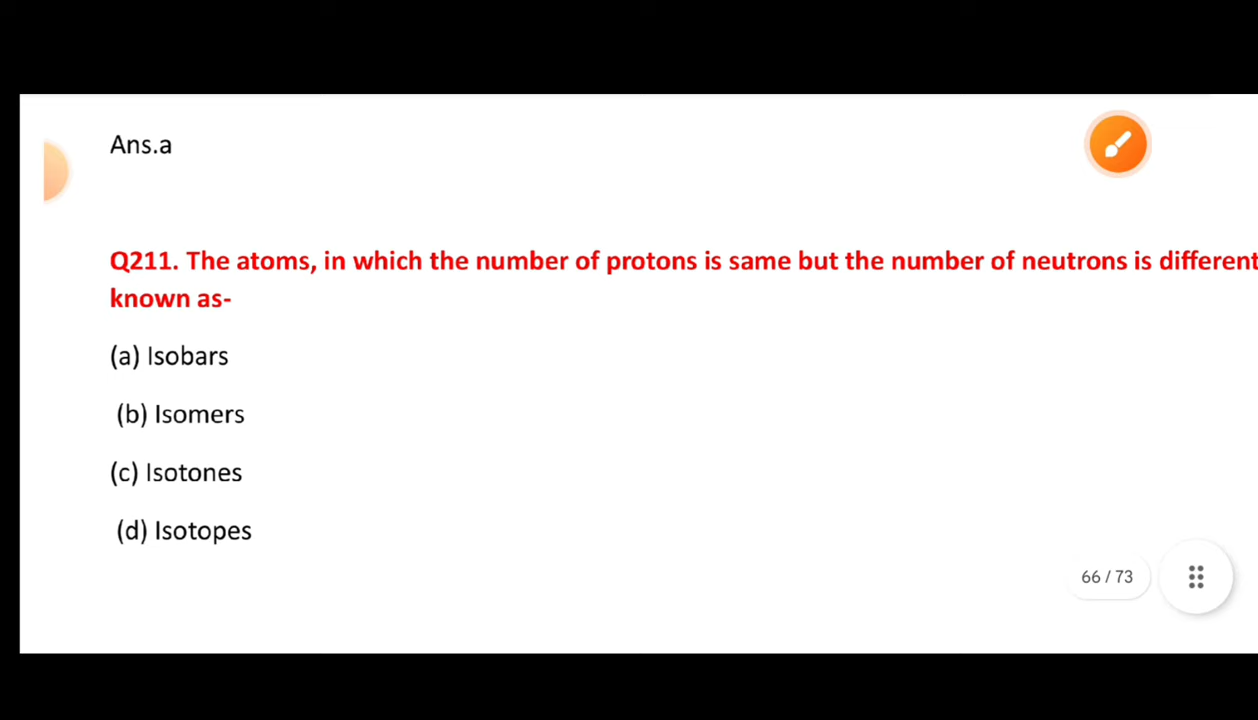 Ans.a
Q211. The atoms, in which the number of protons is same but the number of neutrons is different
known as-
(a) Isobars
(b) Isomers
(c) Isotones
(d) Isotopes
66 / 73